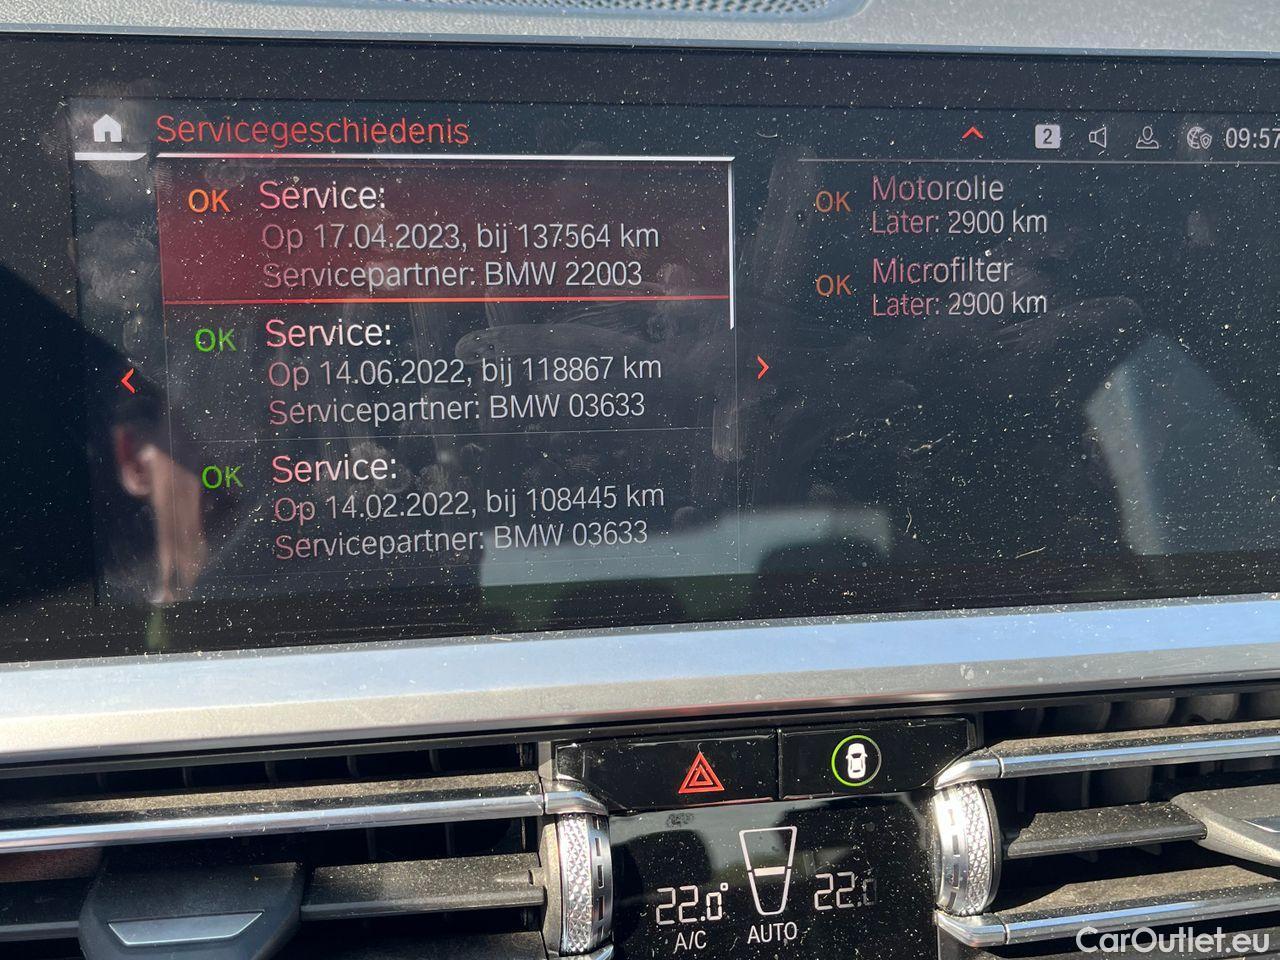 Servicegeschiedenis
2
09:57
OK Service:
Op 17.04.2023, bij 137564 km
Servicepartner: BMW 22003
OK Service:
Op 14.06.2022, bij 118867 km
Servicepartner: BMW 03633
OK Service:
Op 14.02.2022, bij 108445 km
Servicepartner: BMW 03633
OK Motorolie
Later: 2900 km
OK Microfilter
Later: 2900 km
22.0° 22.0
A/C AUTO
CarOutlet.eu